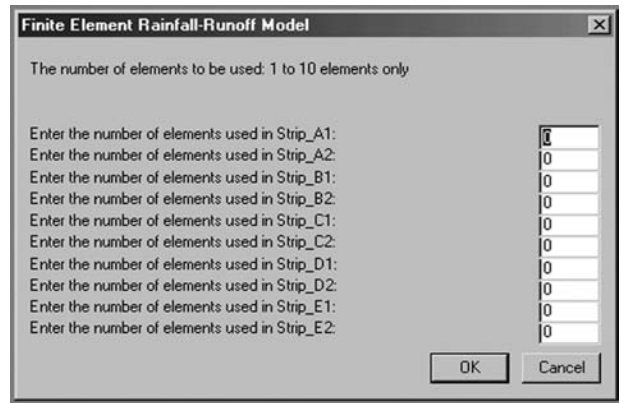 Finite Element Rainfall-Runoff Model
The number of elements to be used: 1 to 10 elements only
Enter the number of elements used in Strip_A1: 0
Enter the number of elements used in Strip_A2: 0
Enter the number of elements used in Strip_B1: 0
Enter the number of elements used in Strip_B2: 0
Enter the number of elements used in Strip_C1: 0
Enter the number of elements used in Strip_C2: 0
Enter the number of elements used in Strip_D1: 0
Enter the number of elements used in Strip_D2: 0
Enter the number of elements used in Strip_E1: 0
Enter the number of elements used in Strip_E2: 0
OK Cancel